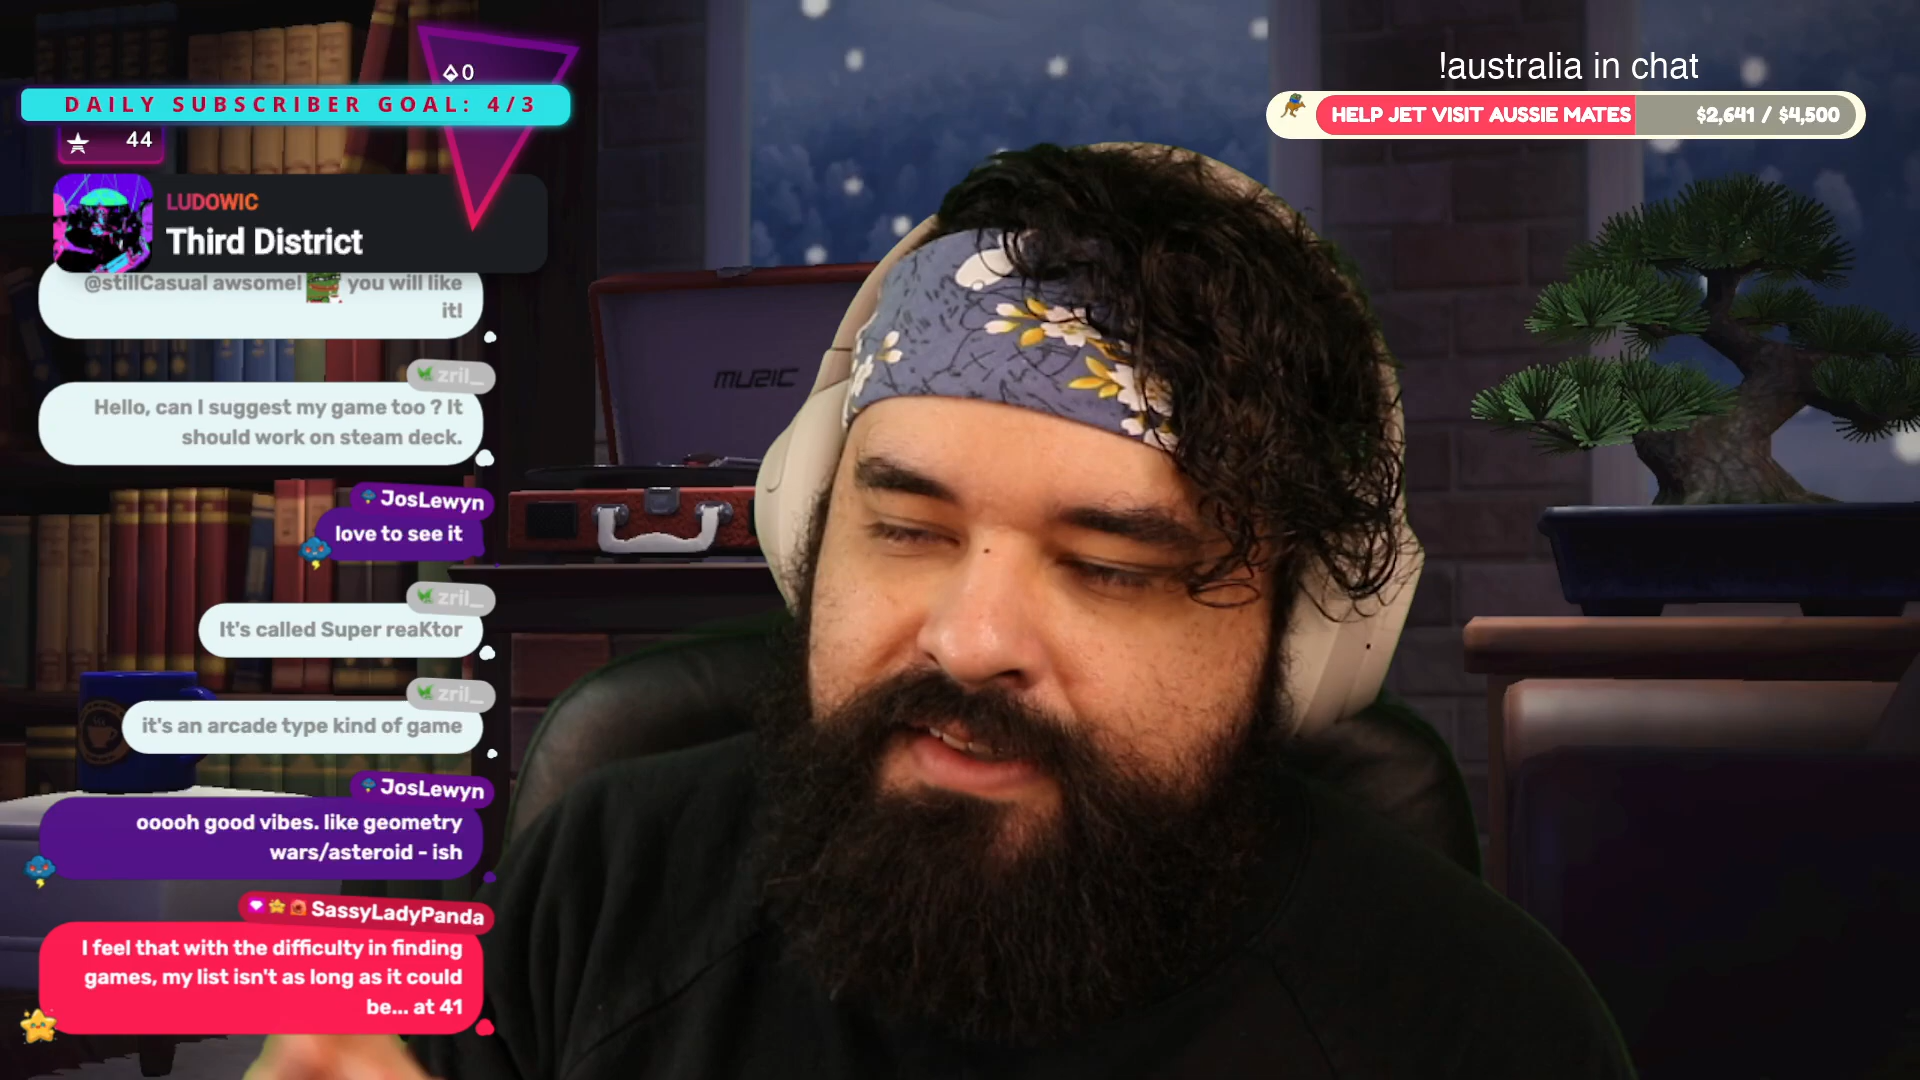 !australia in chat
HELP JET VISIT AUSSIE MATES $2,641 / $4,500
0
DAILY SUBSCRIBER GOAL: 4/3
44
LUDOWIC
Third District
@stillCasual awsome! you will like
it!
zril_
Hello, can I suggest my game too ? It
should work on steam deck.
JosLewyn
love to see it
zril_
It's called Super reaKtor
zril_
it's an arcade type kind of game
JosLewyn
ooooh good vibes. like geometry
wars/asteroid - ish
SassyLadyPanda
I feel that with the difficulty in finding
games, my list isn't as long as it could
be... at 41
MUSIC